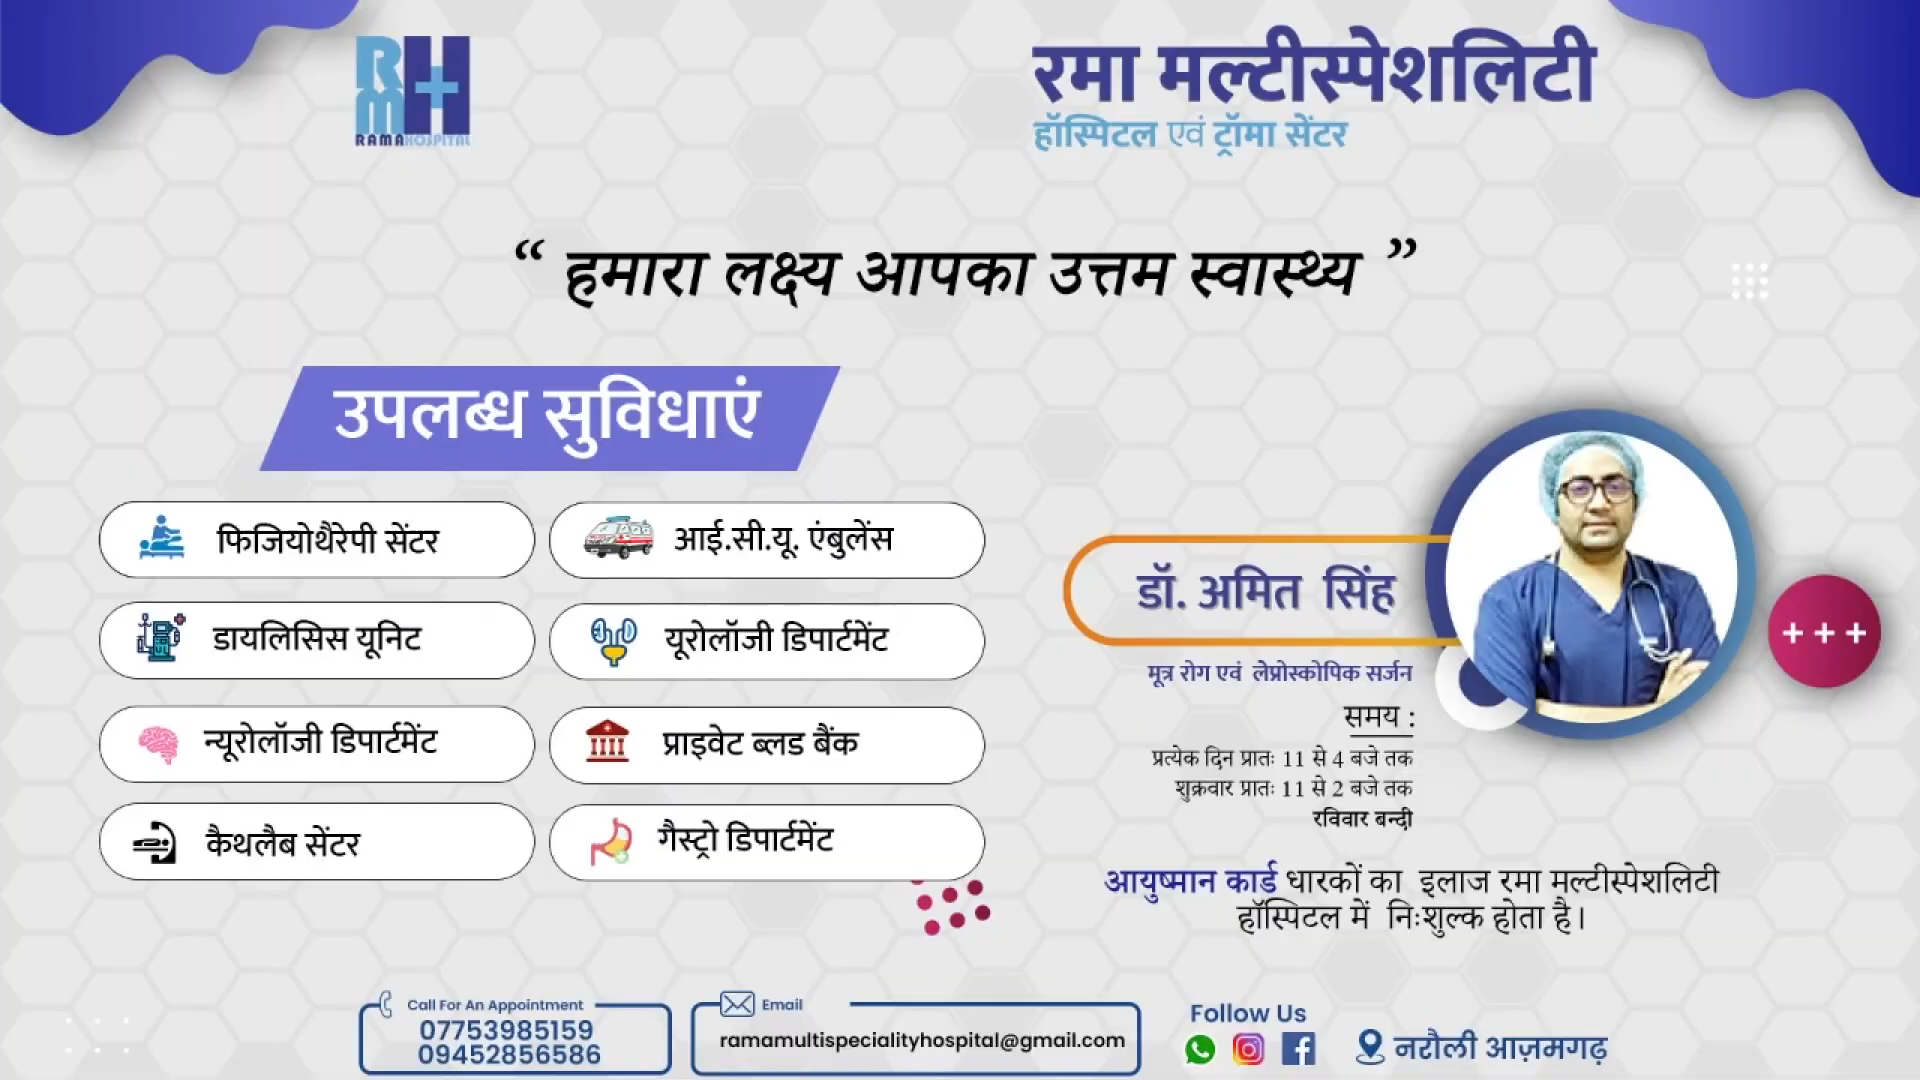 RMH
RAMAHOSPITAL
रमा मल्टीस्पेशलिटी
हॉस्पिटल एवं ट्रॉमा सेंटर
“ हमारा लक्ष्य आपका उत्तम स्वास्थ्य ”
उपलब्ध सुविधाएं
फिजियोथैरेपी सेंटर
आई.सी.यू. एंबुलेंस
डायलिसिस यूनिट
यूरोलॉजी डिपार्टमेंट
न्यूरोलॉजी डिपार्टमेंट
प्राइवेट ब्लड बैंक
कैथलैब सेंटर
गैस्ट्रो डिपार्टमेंट
डॉ. अमित सिंह
मूत्र रोग एवं लेप्रोस्कोपिक सर्जन
समय :
प्रत्येक दिन प्रातः 11 से 4 बजे तक
शुक्रवार प्रातः 11 से 2 बजे तक
रविवार बन्दी
आयुष्मान कार्ड धारकों का इलाज रमा मल्टीस्पेशलिटी
हॉस्पिटल में निःशुल्क होता है।
Call For An Appointment
07753985159
09452856586
Email
ramamultispecialityhospital@gmail.com
Follow Us
नरौली आज़मगढ़